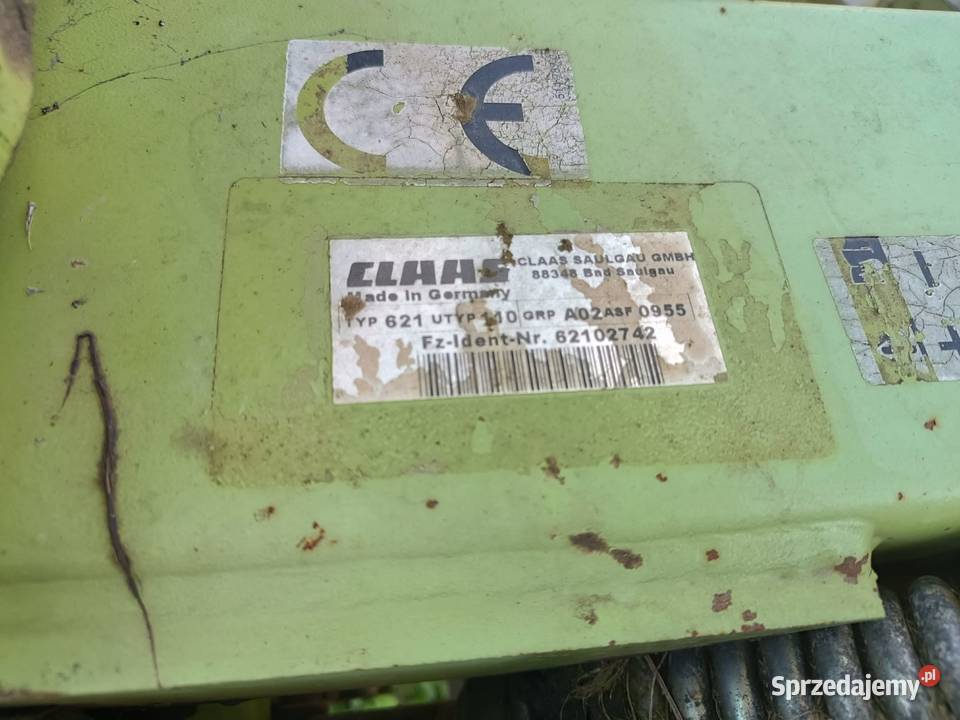 CE
CLAAS
CLAAS SAULGAU GMBH
88348 Bad Saulgau
Made in Germany
TYP 621 UTYP 110 GRP A02 ASF 0955
Fz-Ident-Nr. 62102742
Sprzedajemy.pl